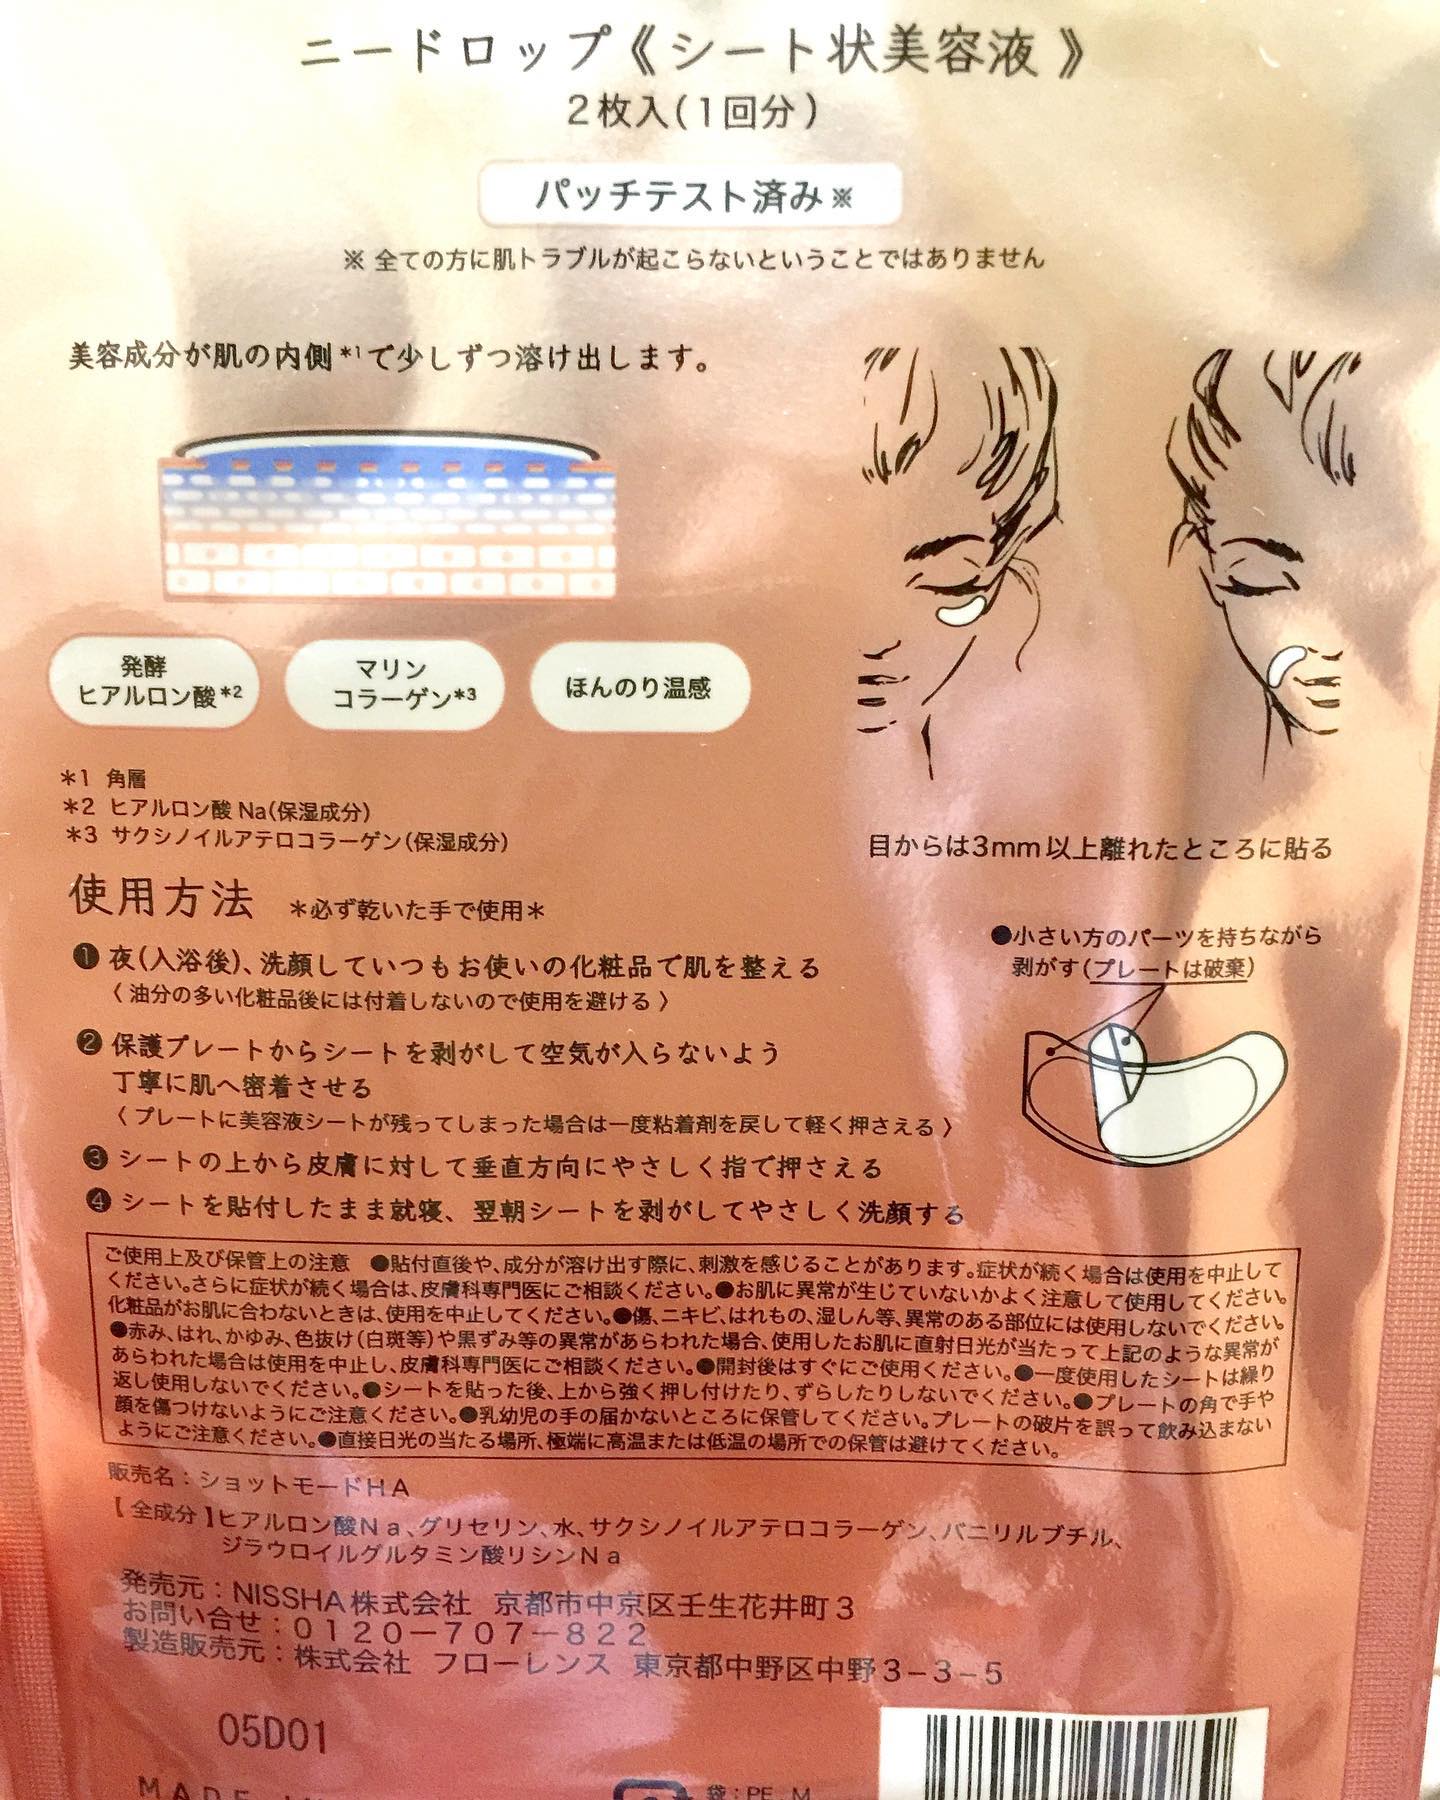 ニードロップ《シート状美容液》
2枚入(1回分)
パッチテスト済み※
※ 全ての方に肌トラブルが起こらないということではありません
美容成分が肌の内側*1で少しずつ溶け出します。
発酵
ヒアルロン酸*2
マリン
コラーゲン*3
ほんのり温感
*1 角層
*2 ヒアルロン酸Na(保湿成分)
*3 サクシノイルアテロコラーゲン(保湿成分)
目からは3mm以上離れたところに貼る
使用方法 *必ず乾いた手で使用*
❶ 夜(入浴後)、洗顔していつもお使いの化粧品で肌を整える
〈 油分の多い化粧品後には付着しないので使用を避ける 〉
❷ 保護プレートからシートを剥がして空気が入らないよう
丁寧に肌へ密着させる
〈 プレートに美容液シートが残ってしまった場合は一度粘着剤を戻して軽く押さえる 〉
❸ シートの上から皮膚に対して垂直方向にやさしく指で押さえる
❹ シートを貼付したまま就寝、翌朝シートを剥がしてやさしく洗顔する
●小さい方のパーツを持ちながら
剥がす(プレートは破棄)
ご使用上及び保管上の注意 ●貼付直後や、成分が溶け出す際に、刺激を感じることがあります。症状が続く場合は使用を中止して
ください。さらに症状が続く場合は、皮膚科専門医にご相談ください。●お肌に異常が生じていないかよく注意して使用してください。
化粧品がお肌に合わないときは、使用を中止してください。●傷、ニキビ、はれもの、湿しん等、異常のある部位には使用しないでください。
●赤み、はれ、かゆみ、色抜け(白斑等)や黒ずみ等の異常があらわれた場合、使用したお肌に直射日光が当たって上記のような異常が
あらわれた場合は使用を中止し、皮膚科専門医にご相談ください。●開封後はすぐにご使用ください。●一度使用したシートは繰り
返し使用しないでください。●シートを貼った後、上から強く押し付けたり、ずらしたりしないでください。●プレートの角で手や
顔を傷つけないようにご注意ください。●乳幼児の手の届かないところに保管してください。プレートの破片を誤って飲み込まない
ようにご注意ください。●直接日光の当たる場所、極端に高温または低温の場所での保管は避けてください。
販売名：ショットモードHA
【全成分】ヒアルロン酸Na、グリセリン、水、サクシノイルアテロコラーゲン、バニリルブチル、
ジラウロイルグルタミン酸リシンNa
発売元：NISSHA株式会社 京都市中京区壬生花井町3
お問い合せ：0120-707-822
製造販売元：株式会社 フローレンス 東京都中野区中野3-3-5
05D01
袋：PE, M